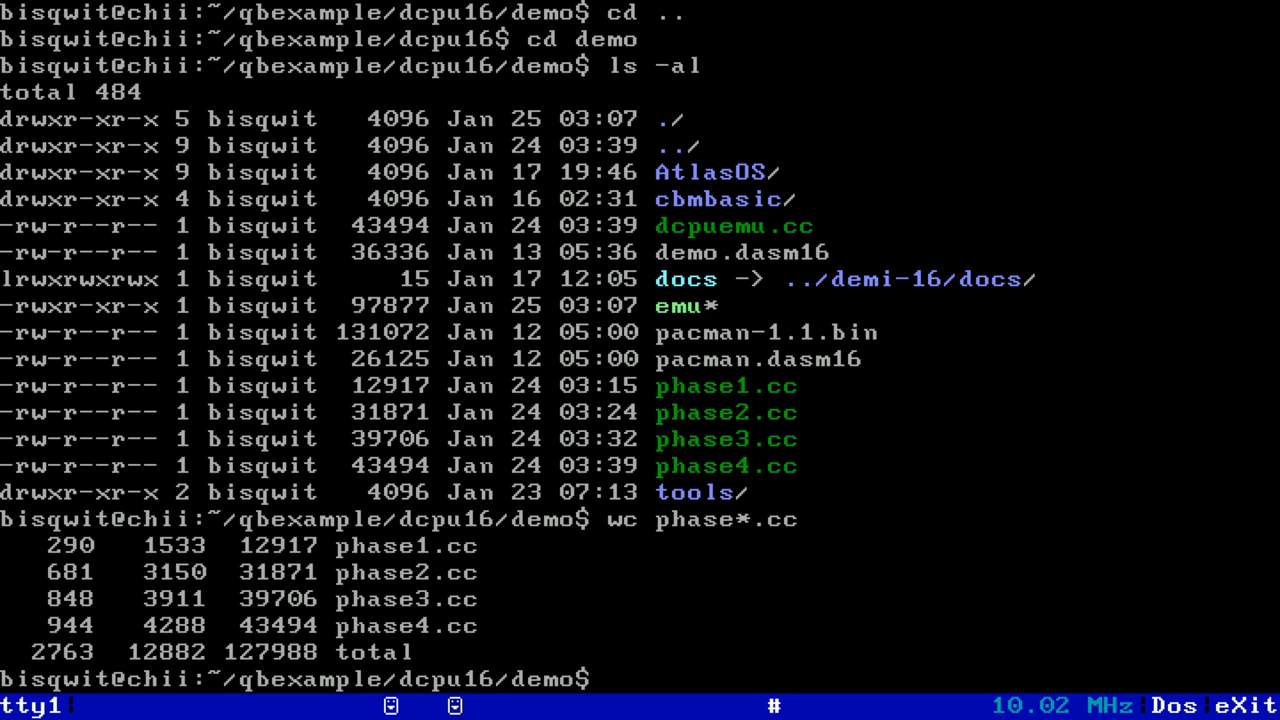 bisqwit@chii:~/qbexample/dcpu16/demo$ cd ..
bisqwit@chii:~/qbexample/dcpu16$ cd demo
bisqwit@chii:~/qbexample/dcpu16/demo$ ls -al
total 484
drwxr-xr-x 5 bisqwit   4096 Jan 25 03:07 ./
drwxr-xr-x 9 bisqwit   4096 Jan 24 03:39 ../
drwxr-xr-x 9 bisqwit   4096 Jan 17 19:46 AtlasOS/
drwxr-xr-x 4 bisqwit   4096 Jan 16 02:31 cbmbasic/
-rw-r--r-- 1 bisqwit  43494 Jan 24 03:39 dcpuemu.cc
-rw-r--r-- 1 bisqwit  36336 Jan 13 05:36 demo.dasm16
lrwxrwxrwx 1 bisqwit     15 Jan 17 12:05 docs -> ../demi-16/docs/
-rwxr-xr-x 1 bisqwit  97877 Jan 25 03:07 emu*
-rw-r--r-- 1 bisqwit 131072 Jan 12 05:00 pacman-1.1.bin
-rw-r--r-- 1 bisqwit  26125 Jan 12 05:00 pacman.dasm16
-rw-r--r-- 1 bisqwit  12917 Jan 24 03:15 phase1.cc
-rw-r--r-- 1 bisqwit  31871 Jan 24 03:24 phase2.cc
-rw-r--r-- 1 bisqwit  39706 Jan 24 03:32 phase3.cc
-rw-r--r-- 1 bisqwit  43494 Jan 24 03:39 phase4.cc
drwxr-xr-x 2 bisqwit   4096 Jan 23 07:13 tools/
bisqwit@chii:~/qbexample/dcpu16/demo$ wc phase*.cc
   290   1533  12917 phase1.cc
   681   3150  31871 phase2.cc
   848   3911  39706 phase3.cc
   944   4288  43494 phase4.cc
  2763  12882 127988 total
bisqwit@chii:~/qbexample/dcpu16/demo$
tty1¦ # 10.02 MHz¦Dos¦eXit